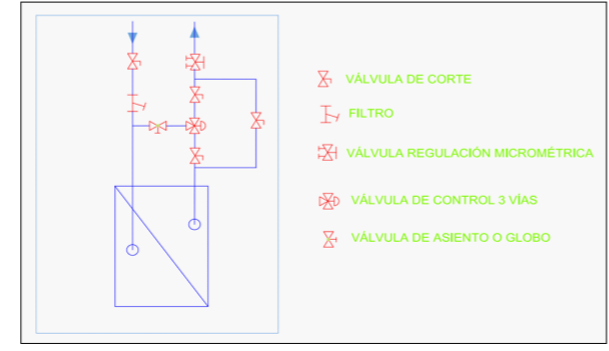 VÁLVULA DE CORTE
FILTRO
VÁLVULA REGULACIÓN MICROMÉTRICA
VÁLVULA DE CONTROL 3 VÍAS
VÁLVULA DE ASIENTO O GLOBO